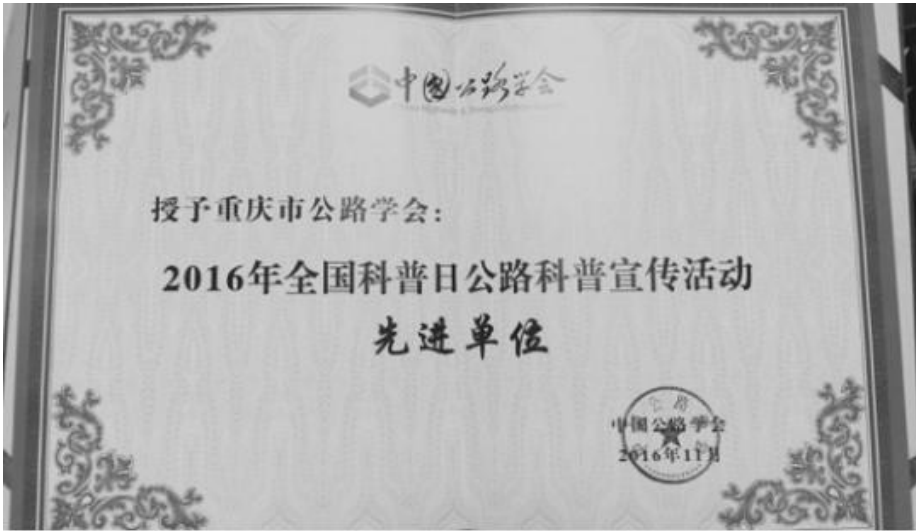 中国公路学会
授予重庆市公路学会:
2016年全国科普日公路科普宣传活动
先进单位
中国公路学会
2016年11月